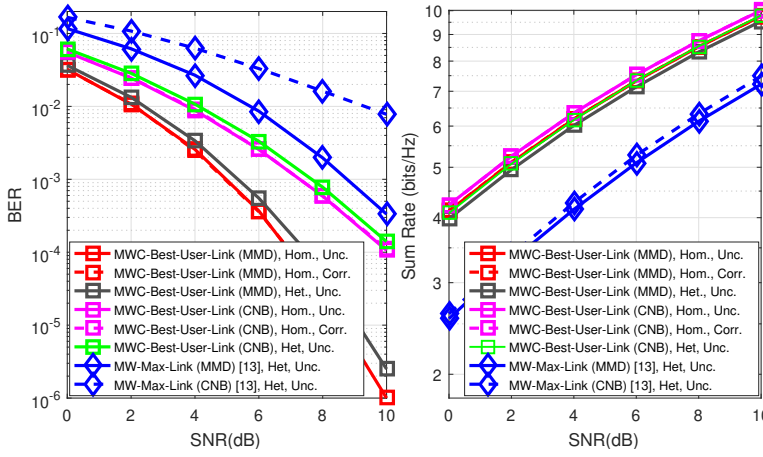 10^-1
10^-2
10^-3
10^-4
10^-5
10^-6
BER
0
2
4
6
8
10
SNR(dB)
MWC-Best-User-Link (MMD), Hom., Unc.
MWC-Best-User-Link (MMD), Hom., Corr.
MWC-Best-User-Link (MMD), Het., Unc.
MWC-Best-User-Link (CNB), Hom., Unc.
MWC-Best-User-Link (CNB), Hom., Corr.
MWC-Best-User-Link (CNB), Het, Unc.
MW-Max-Link (MMD) [13], Het, Unc.
MW-Max-Link (CNB) [13], Het, Unc.
10
9
8
7
6
5
4
3
2
Sum Rate (bits/Hz)
0
2
4
6
8
10
SNR(dB)
MWC-Best-User-Link (MMD), Hom., Unc.
MWC-Best-User-Link (MMD), Hom., Corr.
MWC-Best-User-Link (MMD), Het., Unc.
MWC-Best-User-Link (CNB), Hom., Unc.
MWC-Best-User-Link (CNB), Hom., Corr.
MWC-Best-User-Link (CNB), Het, Unc.
MW-Max-Link (MMD) [13], Het, Unc.
MW-Max-Link (CNB) [13], Het, Unc.